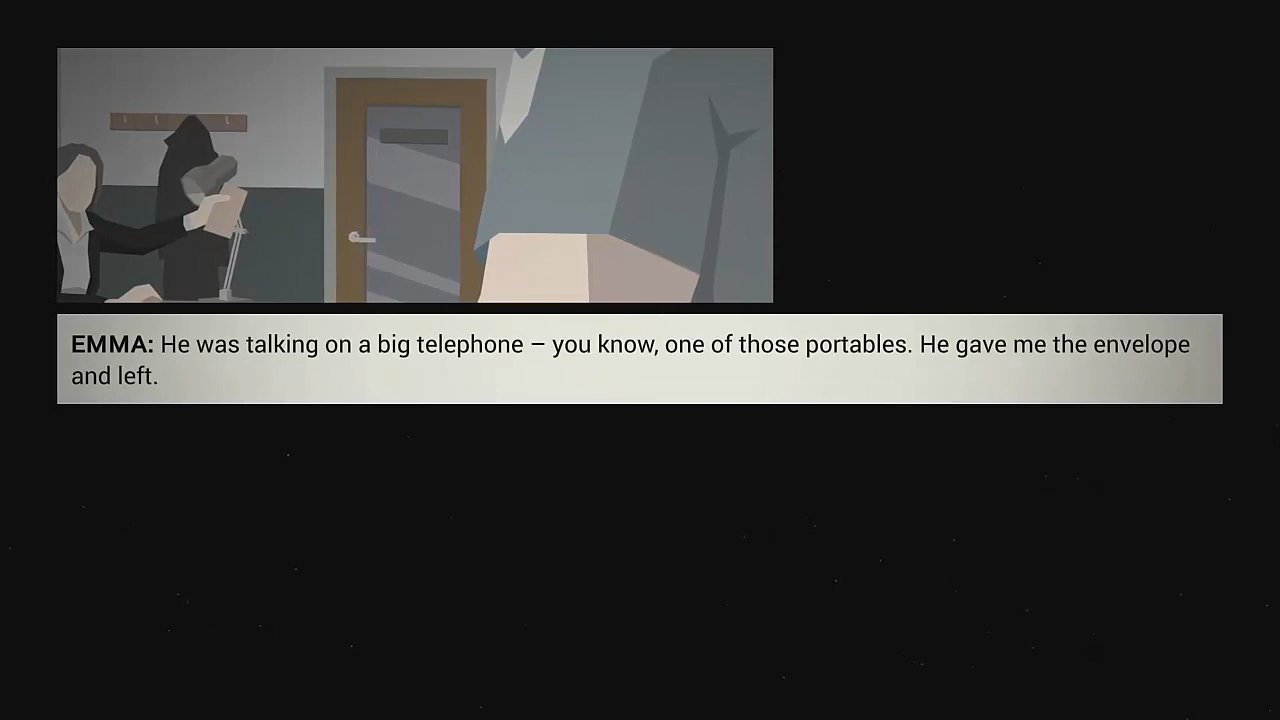 EMMA: He was talking on a big telephone – you know, one of those portables. He gave me the envelope
and left.